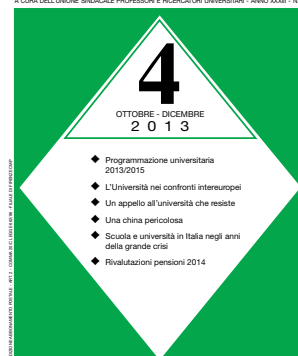 A CURA DELL'UNIONE SINDACALE PROFESSORI E RICERCATORI UNIVERSITARI - ANNO XXXIII - N.
4
OTTOBRE - DICEMBRE
2013
◆ Programmazione universitaria
2013/2015
◆ L'Università nei confronti intereuropei
◆ Un appello all'università che resiste
◆ Una china pericolosa
◆ Scuola e università in Italia negli anni
della grande crisi
◆ Rivalutazioni pensioni 2014